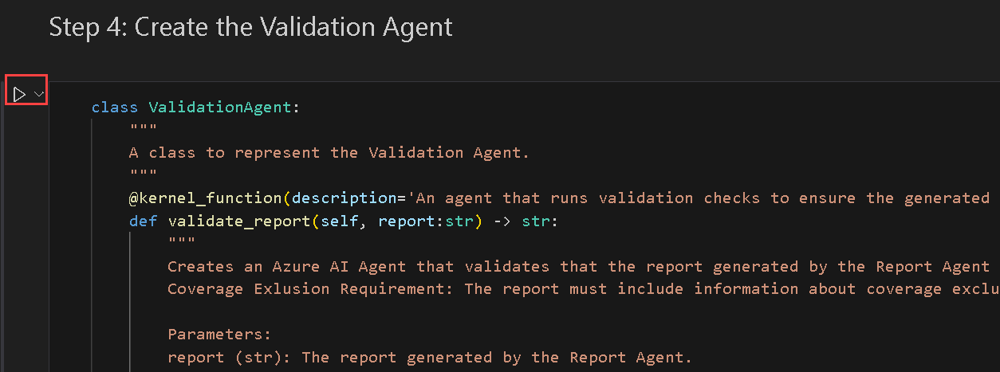 Step 4: Create the Validation Agent
class ValidationAgent:
"""
A class to represent the Validation Agent.
"""
@kernel_function(description='An agent that runs validation checks to ensure the generated
def validate_report(self, report:str) -> str:
"""
Creates an Azure AI Agent that validates that the report generated by the Report Agent
Coverage Exlusion Requirement: The report must include information about coverage exclu
Parameters:
report (str): The report generated by the Report Agent.